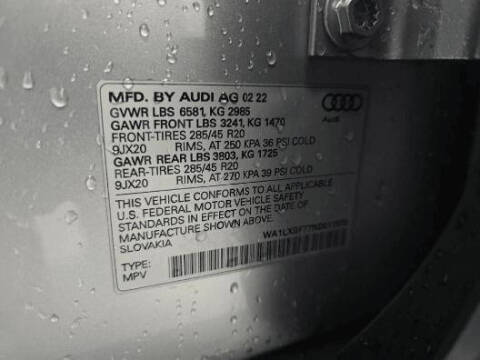 MFD. BY AUDI AG 02 22
GVWR LBS 6581, KG 2985
GAWR FRONT LBS 3241, KG 1470
FRONT-TIRES 285/45 R20
9JX20 RIMS, AT 250 KPA 36 PSI COLD
GAWR REAR LBS 3803, KG 1725
REAR-TIRES 285/45 R20
9JX20 RIMS, AT 270 KPA 39 PSI COLD
THIS VEHICLE CONFORMS TO ALL APPLICABLE
U.S. FEDERAL MOTOR VEHICLE SAFETY
STANDARDS IN EFFECT ON THE DATE OF
MANUFACTURE SHOWN ABOVE.
SLOVAKIA
TYPE:
MPV
Audi